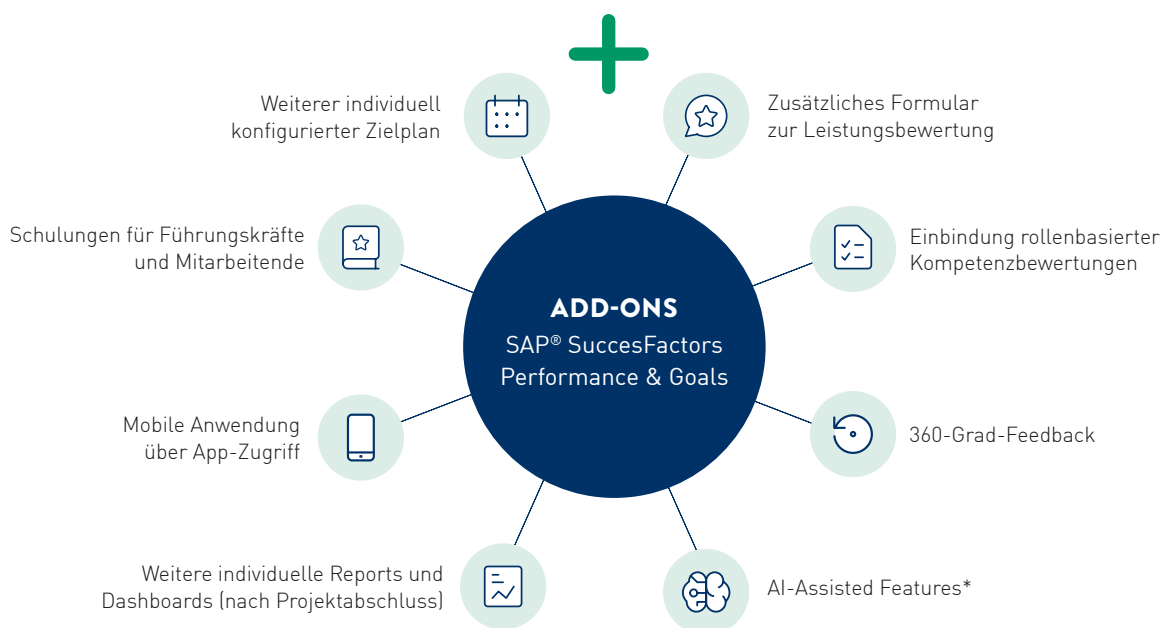 Weiterer individuell
konfigurierter Zielplan
Zusätzliches Formular
zur Leistungsbewertung
Schulungen für Führungskräfte
und Mitarbeitende
Einbindung rollenbasierter
Kompetenzbewertungen
ADD-ONS
SAP® SuccesFactors
Performance & Goals
Mobile Anwendung
über App-Zugriff
360-Grad-Feedback
Weitere individuelle Reports und
Dashboards (nach Projektabschluss)
AI-Assisted Features*